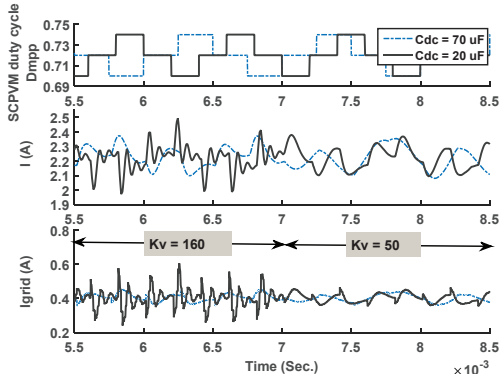 SCPVM duty cycle
Dmpp
0.75
0.73
0.71
0.69
Cdc = 70 uF
Cdc = 20 uF
5.5 6 6.5 7 7.5 8 8.5
I (A)
2.5
2.4
2.3
2.2
2.1
2
1.9
5.5 6 6.5 7 7.5 8 8.5
Igrid (A)
0.8
0.6
0.4
0.2
Kv = 160
Kv = 50
5.5 6 6.5 7 7.5 8 8.5
Time (Sec.)
×10⁻³